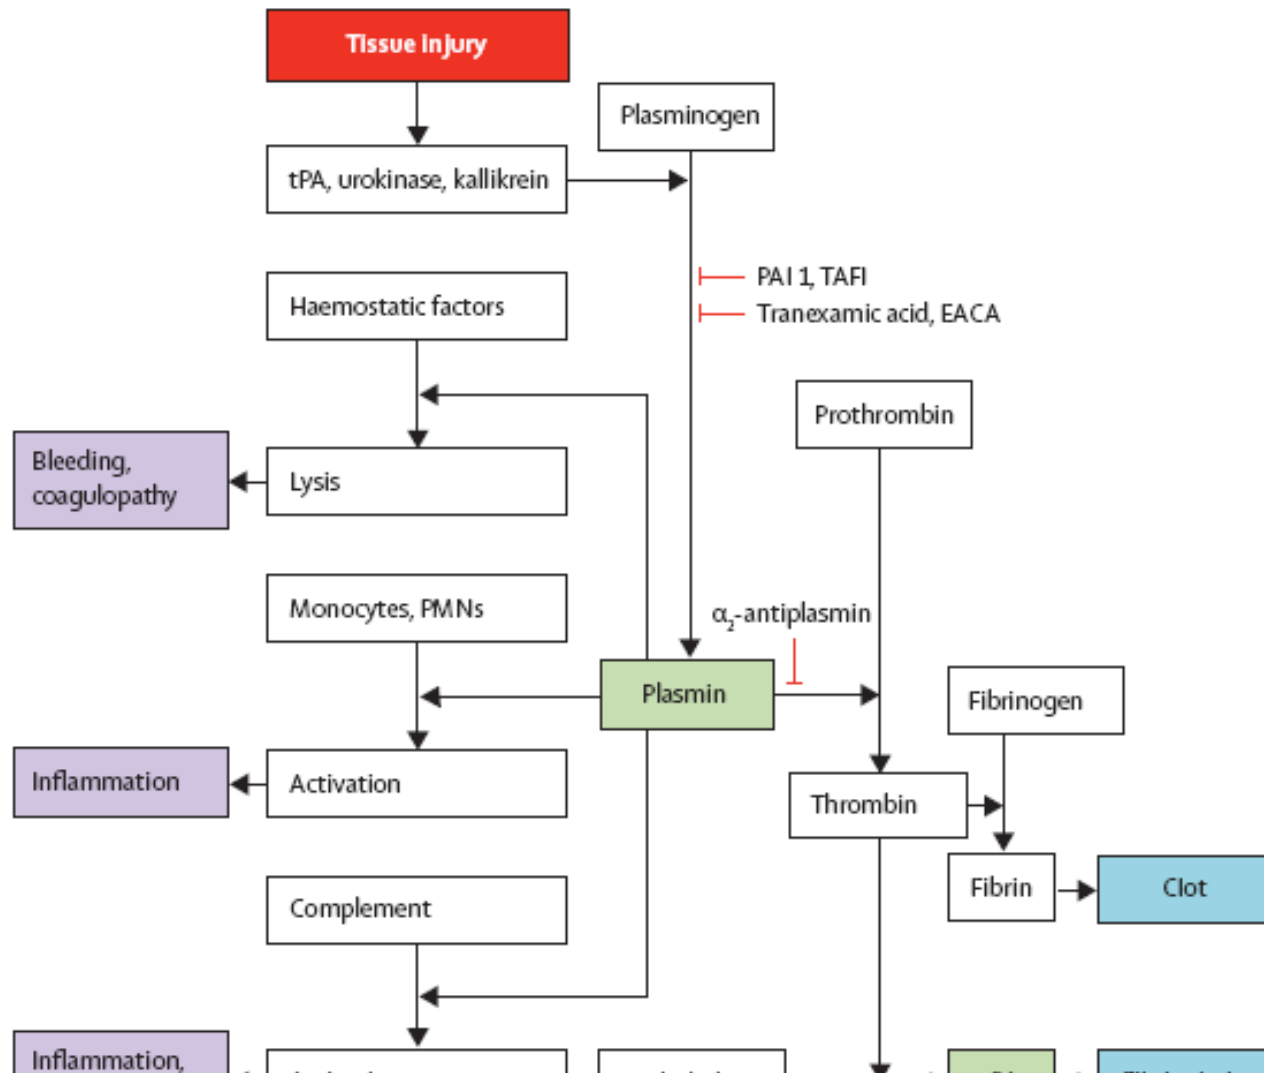 Tissue injury
Plasminogen
tPA, urokinase, kallikrein
PAI 1, TAFI
Haemostatic factors
Tranexamic acid, EACA
Prothrombin
Bleeding,
coagulopathy
Lysis
Monocytes, PMNs
α₂-antiplasmin
Plasmin
Fibrinogen
Inflammation
Activation
Thrombin
Fibrin
Clot
Complement
Inflammation,